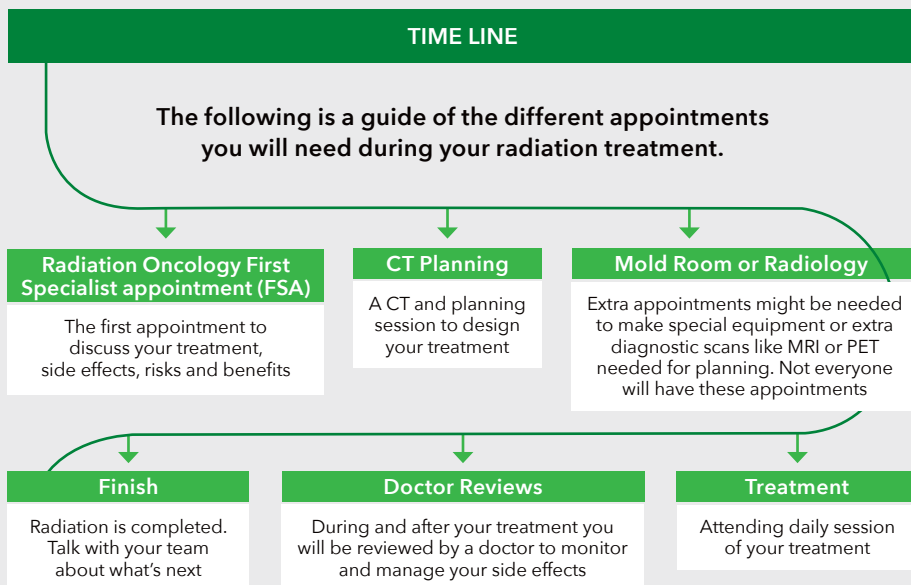 TIME LINE
The following is a guide of the different appointments
you will need during your radiation treatment.
Radiation Oncology First
Specialist appointment (FSA)
The first appointment to
discuss your treatment,
side effects, risks and benefits
CT Planning
A CT and planning
session to design
your treatment
Mold Room or Radiology
Extra appointments might be needed
to make special equipment or extra
diagnostic scans like MRI or PET
needed for planning. Not everyone
will have these appointments
Treatment
Attending daily session
of your treatment
Doctor Reviews
During and after your treatment you
will be reviewed by a doctor to monitor
and manage your side effects
Finish
Radiation is completed.
Talk with your team
about what's next